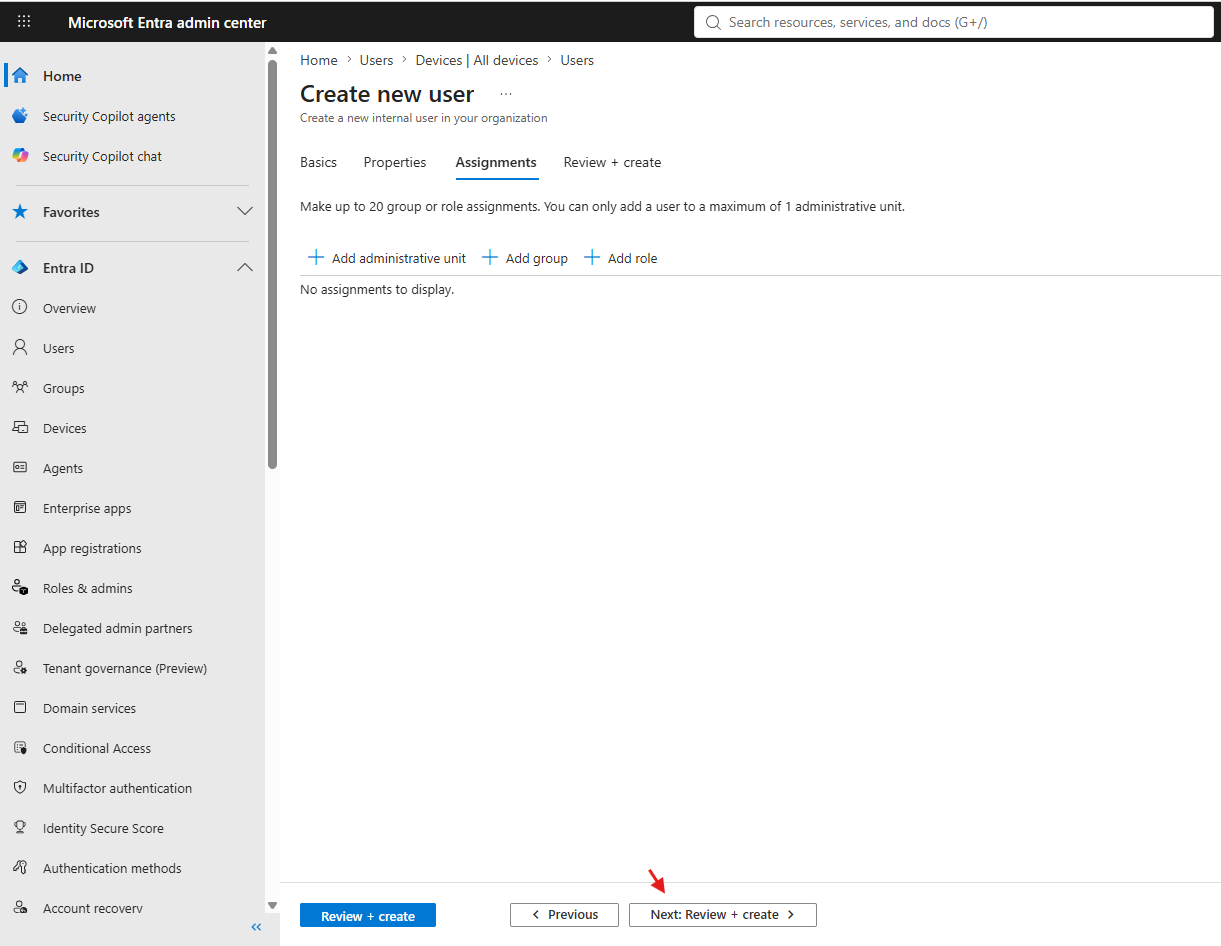 Microsoft Entra admin center
Search resources, services, and docs (G+/)
Home
Security Copilot agents
Security Copilot chat
Favorites
Entra ID
Overview
Users
Groups
Devices
Agents
Enterprise apps
App registrations
Roles & admins
Delegated admin partners
Tenant governance (Preview)
Domain services
Conditional Access
Multifactor authentication
Identity Secure Score
Authentication methods
Account recovery
Home > Users > Devices | All devices > Users
Create new user ...
Create a new internal user in your organization
Basics Properties Assignments Review + create
Make up to 20 group or role assignments. You can only add a user to a maximum of 1 administrative unit.
+ Add administrative unit + Add group + Add role
No assignments to display.
Review + create < Previous Next: Review + create >